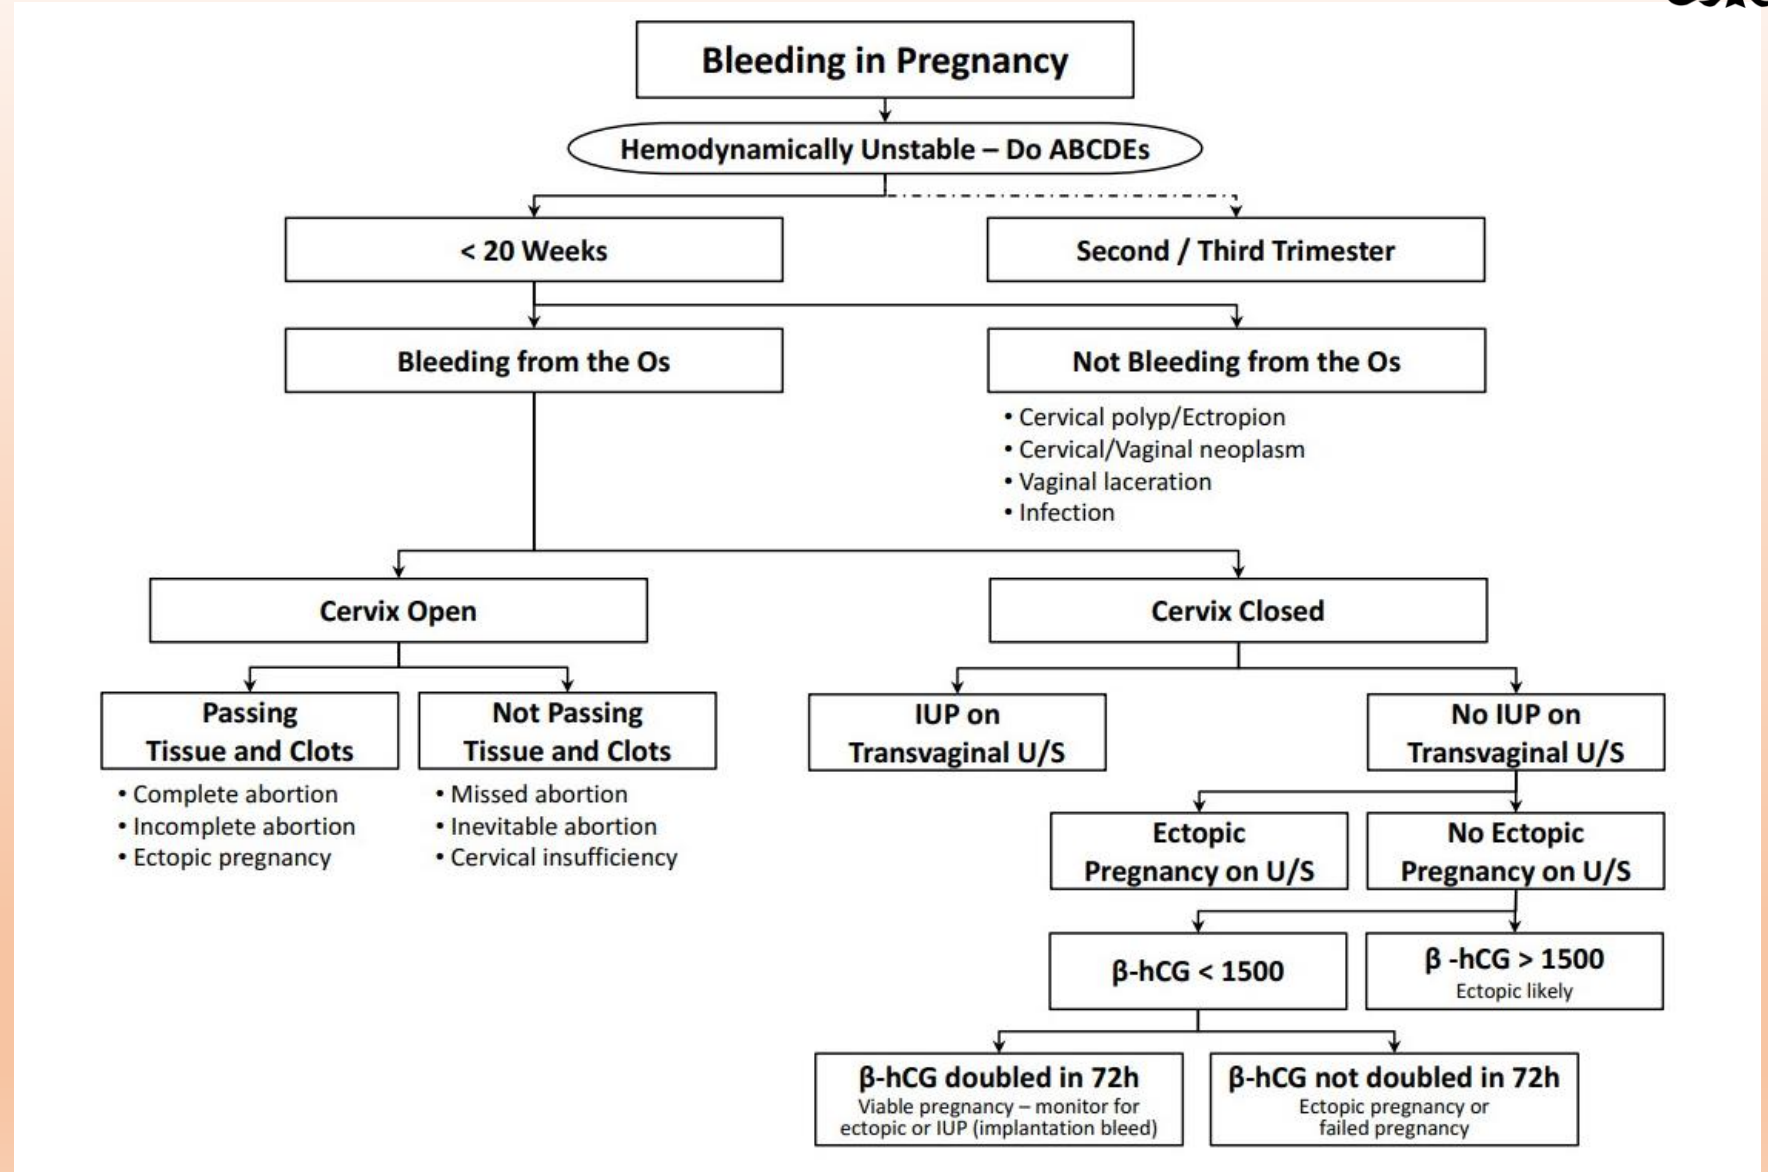 Bleeding in Pregnancy
Hemodynamically Unstable – Do ABCDEs
< 20 Weeks
Second / Third Trimester
Bleeding from the Os
Not Bleeding from the Os
• Cervical polyp/Ectropion
• Cervical/Vaginal neoplasm
• Vaginal laceration
• Infection
Cervix Open
Cervix Closed
Passing
Tissue and Clots
• Complete abortion
• Incomplete abortion
• Ectopic pregnancy
Not Passing
Tissue and Clots
• Missed abortion
• Inevitable abortion
• Cervical insufficiency
IUP on
Transvaginal U/S
No IUP on
Transvaginal U/S
Ectopic
Pregnancy on U/S
No Ectopic
Pregnancy on U/S
β-hCG < 1500
β -hCG > 1500
Ectopic likely
β-hCG doubled in 72h
Viable pregnancy – monitor for
ectopic or IUP (implantation bleed)
β-hCG not doubled in 72h
Ectopic pregnancy or
failed pregnancy